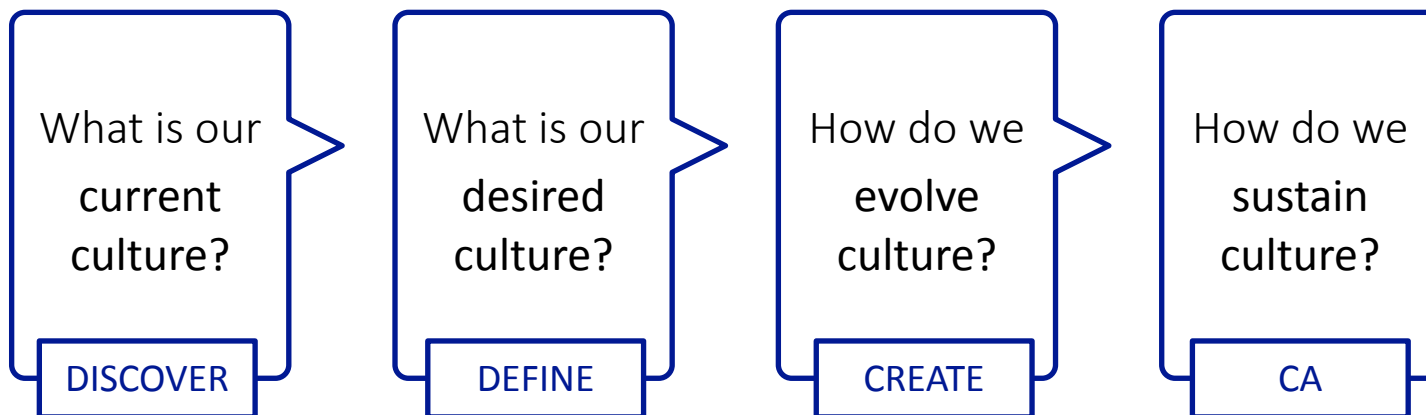 What is our
current
culture?
DISCOVER
What is our
desired
culture?
DEFINE
How do we
evolve
culture?
CREATE
How do we
sustain
culture?
CA